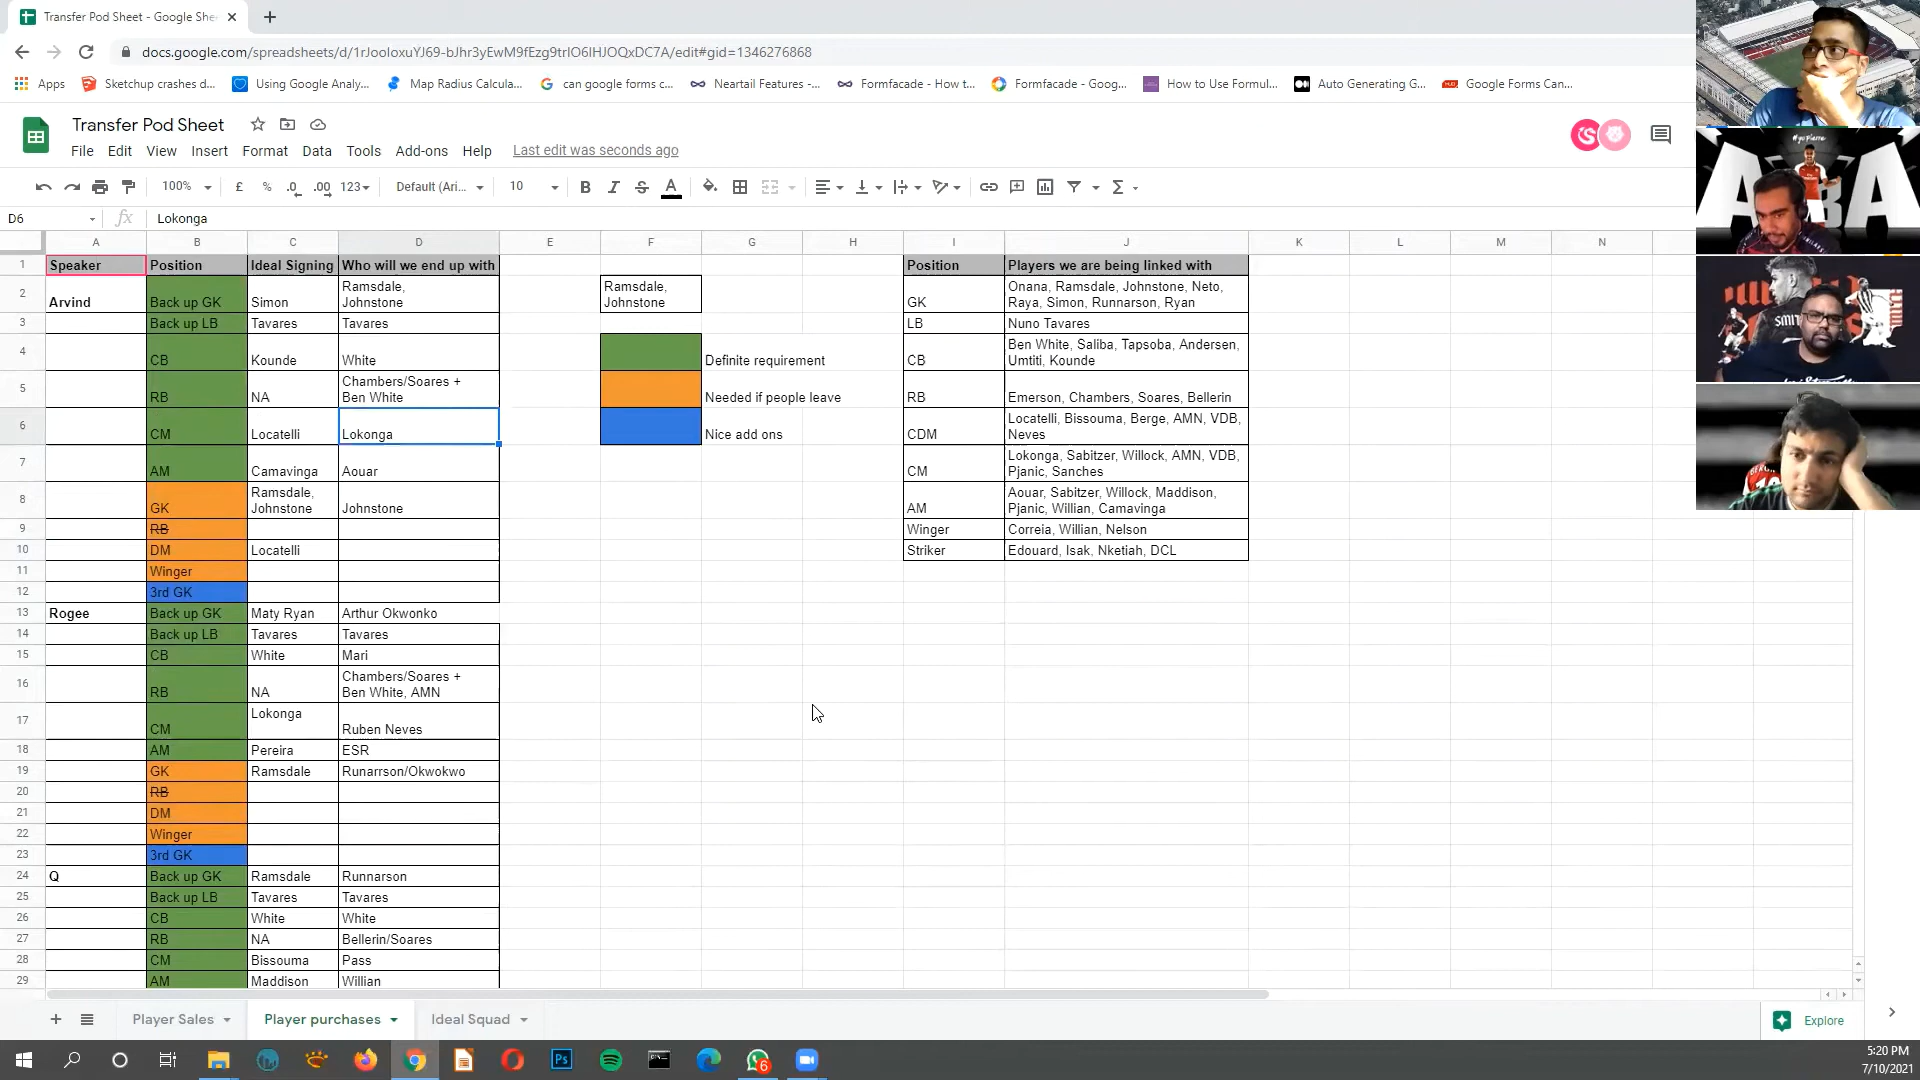 Transfer Pod Sheet - Google She
docs.google.com/spreadsheets/d/1rJooloxuYJ69-bJhr3yEwM9fEzg9trIO6IHJOQxDC7A/edit#gid=1346276868
Apps Sketchup crashes d... Using Google Analy... Map Radius Calcula... can google forms c... Neartail Features -... Formfacade - How t... Formfacade - Goog... How to Use Formul... Auto Generating G... Google Forms Can...
Transfer Pod Sheet
File Edit View Insert Format Data Tools Add-ons Help Last edit was seconds ago
100% £ % .0 .00 123 Default (Ari... 10 B I S A
D6 fx Lokonga
A B C D E F G H I J K L M N
1 Speaker Position Ideal Signing Who will we end up with Position Players we are being linked with
2 Arvind Back up GK Simon Ramsdale, Johnstone Ramsdale, Johnstone GK Onana, Ramsdale, Johnstone, Neto, Raya, Simon, Runnarson, Ryan
3 Back up LB Tavares Tavares LB Nuno Tavares
4 CB Kounde White Definite requirement CB Ben White, Saliba, Tapsoba, Andersen, Umtiti, Kounde
5 RB NA Chambers/Soares + Ben White Needed if people leave RB Emerson, Chambers, Soares, Bellerin
6 CM Locatelli Lokonga Nice add ons CDM Locatelli, Bissouma, Berge, AMN, VDB, Neves
7 AM Camavinga Aouar CM Lokonga, Sabitzer, Willock, AMN, VDB, Pjanic, Sanches
8 GK Ramsdale, Johnstone Johnstone AM Aouar, Sabitzer, Willock, Maddison, Pjanic, Willian, Camavinga
9 RB Winger Correia, Willian, Nelson
10 DM Locatelli Striker Edouard, Isak, Nketiah, DCL
11 Winger
12 3rd GK
13 Rogee Back up GK Maty Ryan Arthur Okwonko
14 Back up LB Tavares Tavares
15 CB White Mari
16 RB NA Chambers/Soares + Ben White, AMN
17 CM Lokonga Ruben Neves
18 AM Pereira ESR
19 GK Ramsdale Runarrson/Okwokwo
20 RB
21 DM
22 Winger
23 3rd GK
24 Q Back up GK Ramsdale Runnarson
25 Back up LB Tavares Tavares
26 CB White White
27 RB NA Bellerin/Soares
28 CM Bissouma Pass
29 AM Maddison Willian
Player Sales Player purchases Ideal Squad Explore
Ps 6
5:20 PM
7/10/2021